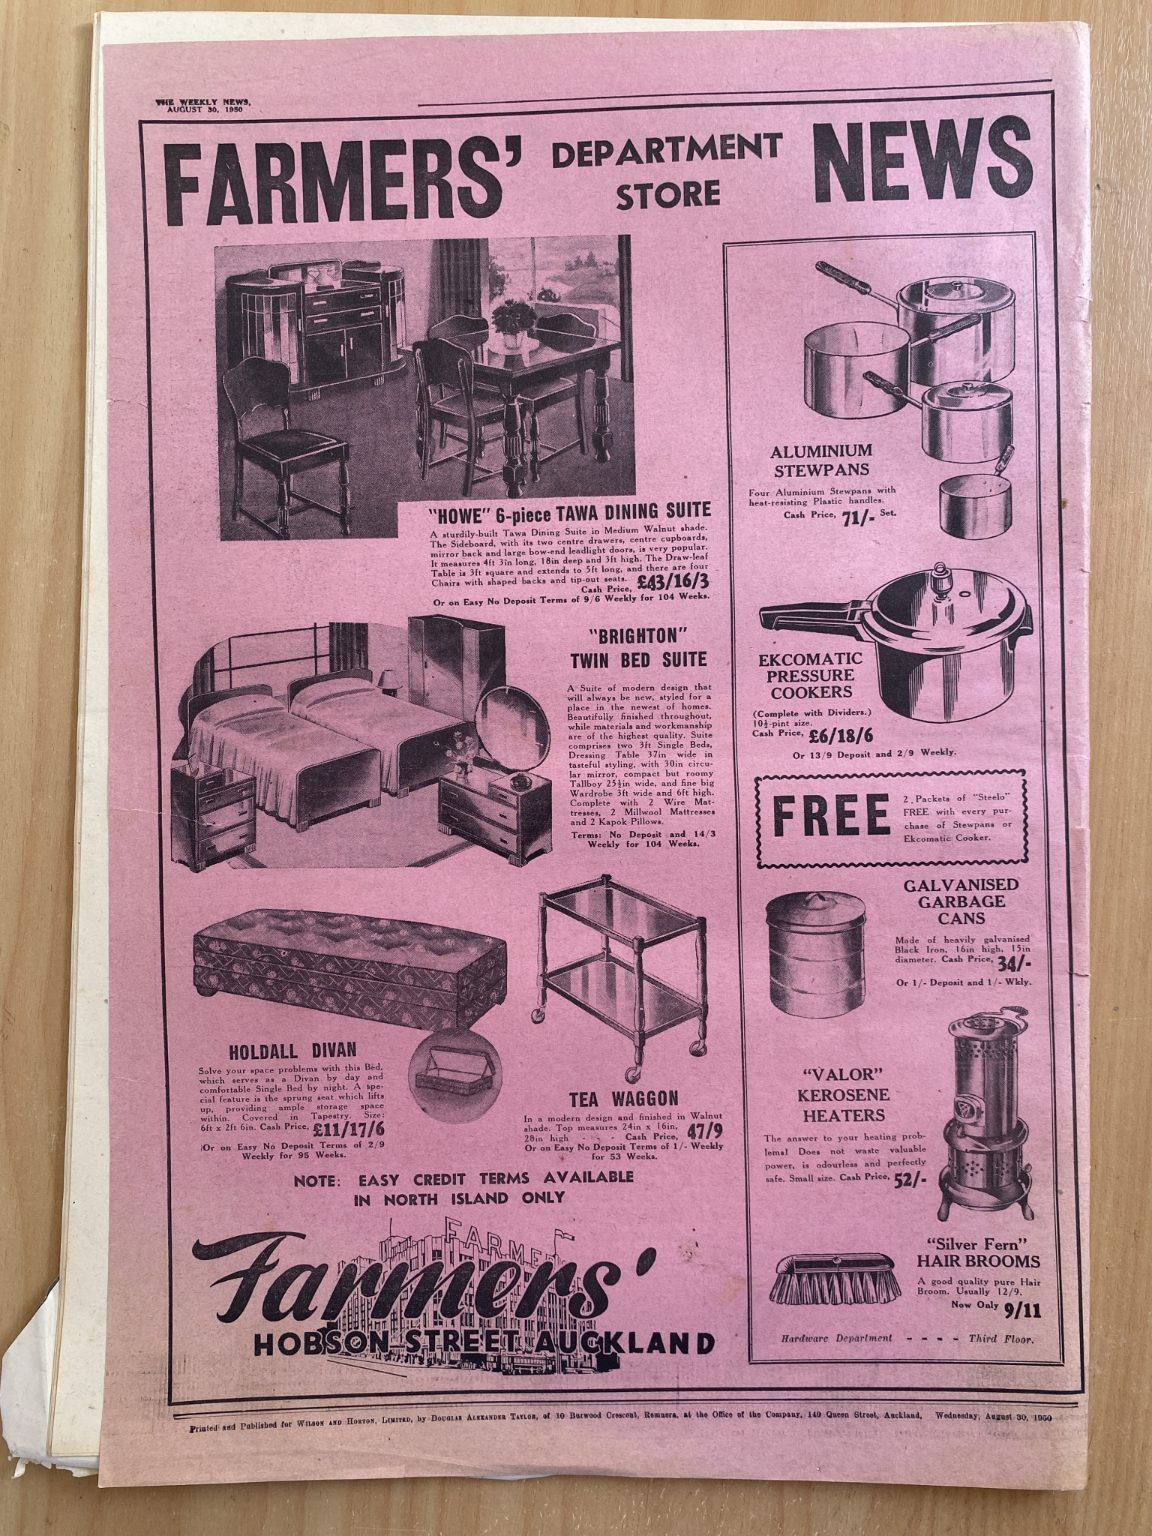 THE WEEKLY NEWS,
AUGUST 30, 1950
FARMERS' DEPARTMENT STORE NEWS
"HOWE" 6-piece TAWA DINING SUITE
A sturdily-built Tawa Dining Suite in Medium Walnut shade.
The Sideboard, with its two centre drawers, centre cupboards,
mirror back and large bow-end leadlight doors, is very popular.
It measures 4ft 3in long, 18in deep and 3ft high. The Draw-leaf
Table is 3ft square and extends to 5ft long, and there are four
Chairs with shaped backs and tip-out seats.
Cash Price, £43/16/3
Or on Easy No Deposit Terms of 9/6 Weekly for 104 Weeks.
"BRIGHTON"
TWIN BED SUITE
A Suite of modern design that
will always be new, styled for a
place in the newest of homes.
Beautifully finished throughout,
while materials and workmanship
are of the highest quality. Suite
comprises two 3ft Single Beds,
Dressing Table 37in wide in
tasteful styling, with 30in circu-
lar mirror, compact but roomy
Tallboy 25½in wide, and fine big
Wardrobe 3ft wide and 6ft high.
Complete with 2 Wire Mat-
tresses, 2 Millwool Mattresses
and 2 Kapok Pillows.
Terms: No Deposit and 14/3
Weekly for 104 Weeks.
HOLDALL DIVAN
Solve your space problems with this Bed,
which serves as a Divan by day and
comfortable Single Bed by night. A spe-
cial feature is the sprung seat which lifts
up, providing ample storage space
within. Covered in Tapestry. Size:
6ft x 2ft 6in. Cash Price, £11/17/6
Or on Easy No Deposit Terms of 2/9
Weekly for 95 Weeks.
TEA WAGGON
In a modern design and finished in Walnut
shade. Top measures 24in x 16in,
28in high - - - Cash Price, 47/9
Or on Easy No Deposit Terms of 1/- Weekly
for 53 Weeks.
NOTE: EASY CREDIT TERMS AVAILABLE
IN NORTH ISLAND ONLY
FARMERS
Farmers'
HOBSON STREET AUCKLAND
ALUMINIUM
STEWPANS
Four Aluminium Stewpans with
heat-resisting Plastic handles.
Cash Price, 71/- Set.
EKCOMATIC
PRESSURE
COOKERS
(Complete with Dividers.)
10½-pint size.
Cash Price, £6/18/6
Or 13/9 Deposit and 2/9 Weekly.
FREE
2 Packets of "Steelo"
FREE with every pur-
chase of Stewpans or
Ekcomatic Cooker.
GALVANISED
GARBAGE
CANS
Made of heavily galvanised
Black Iron, 16in high, 15in
diameter. Cash Price, 34/-
Or 1/- Deposit and 1/- Wkly.
"VALOR"
KEROSENE
HEATERS
The answer to your heating prob-
lems! Does not waste valuable
power, is odourless and perfectly
safe. Small size. Cash Price, 52/-
"Silver Fern"
HAIR BROOMS
A good quality pure Hair
Broom. Usually 12/9.
Now Only 9/11
Hardware Department - - - - Third Floor.
Printed and Published for WILSON AND HORTON, LIMITED, by DOUGLAS ALEXANDER TAYLOR, of 10 Burwood Crescent, Remuera, at the Office of the Company, 149 Queen Street, Auckland, Wednesday, August 30, 1950